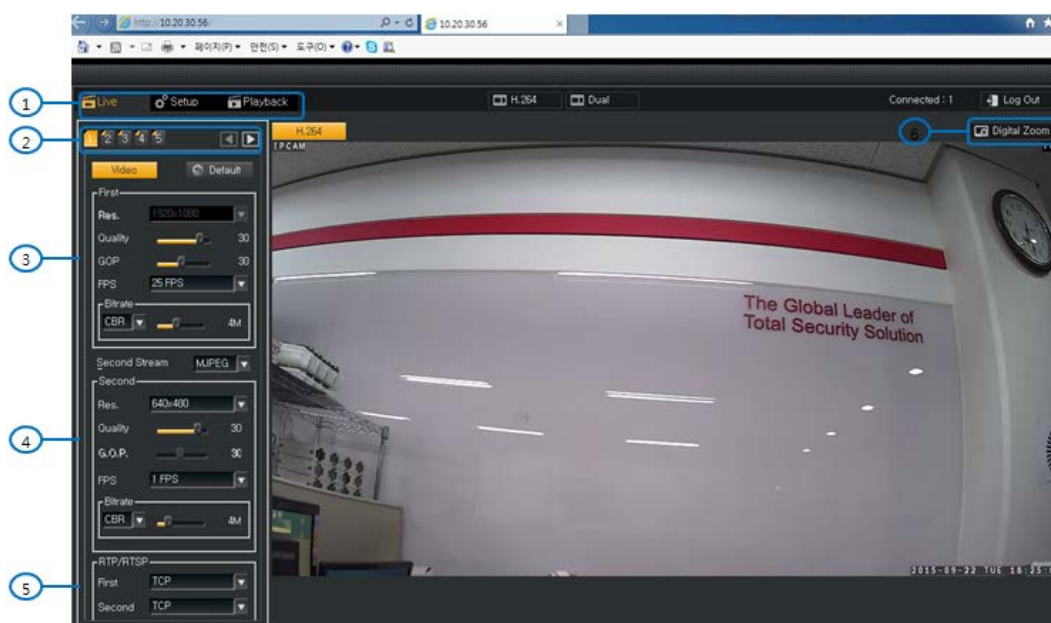 http://10.20.30.56/
10.20.30.56
페이지(P) 안전(S) 도구(O)
1 Live Setup Playback H.264 Dual Connected : 1 Log Out
2 1 2 3 4 5 H.264 6 Digital Zoom
IPCAM
Video Default
First
Res. 1920x1080
Quality 30
3 GOP 30
FPS 25 FPS
Bitrate
CBR 4M
The Global Leader of
Total Security Solution
Second Stream MJPEG
Second
Res. 640x480
Quality 30
4 G.O.P. 30
FPS 1 FPS
Bitrate
CBR 4M
RTP/RTSP
2015-09-22 TUE 18:25:
5 First TCP
Second TCP